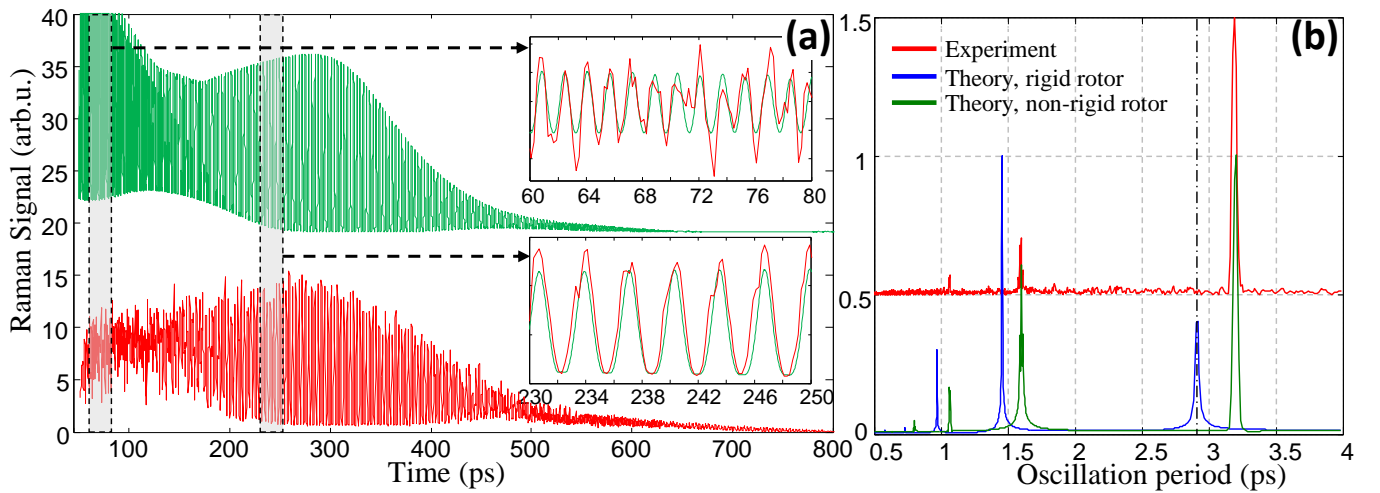 (a)
Raman Signal (arb.u.)
40
35
30
25
20
15
10
5
0
60 64 68 72 76 80
230 234 238 240 246 250
100 200 300 400 500 600 700 800
Time (ps)
(b)
Experiment
Theory, rigid rotor
Theory, non-rigid rotor
1.5
1
0.5
0
0.5 1 1.5 2 2.5 3 3.5 4
Oscillation period (ps)